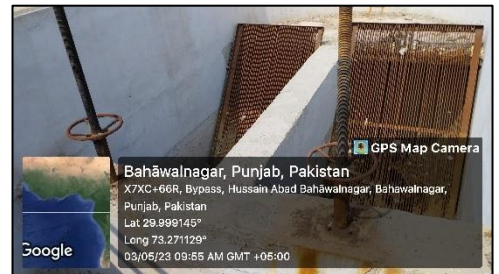 GPS Map Camera
Bahāwalnagar, Punjab, Pakistan
X7XC+66R, Bypass, Hussain Abad Bahāwalnagar, Bahawalnagar,
Punjab, Pakistan
Lat 29.999145°
Long 73.271129°
03/05/23 09:55 AM GMT +05:00
Google